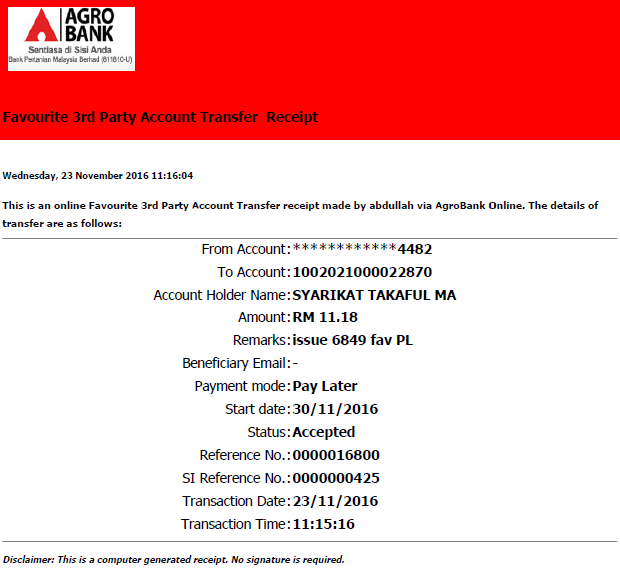 AGRO
BANK
Sentiasa di Sisi Anda
Bank Pertanian Malaysia Berhad (811810-U)
Favourite 3rd Party Account Transfer Receipt
Wednesday, 23 November 2016 11:16:04
This is an online Favourite 3rd Party Account Transfer receipt made by abdullah via AgroBank Online. The details of
transfer are as follows:
From Account: ************4482
To Account: 1002021000022870
Account Holder Name: SYARIKAT TAKAFUL MA
Amount: RM 11.18
Remarks: issue 6849 fav PL
Beneficiary Email: -
Payment mode: Pay Later
Start date: 30/11/2016
Status: Accepted
Reference No.: 0000016800
SI Reference No.: 0000000425
Transaction Date: 23/11/2016
Transaction Time: 11:15:16
Disclaimer: This is a computer generated receipt. No signature is required.